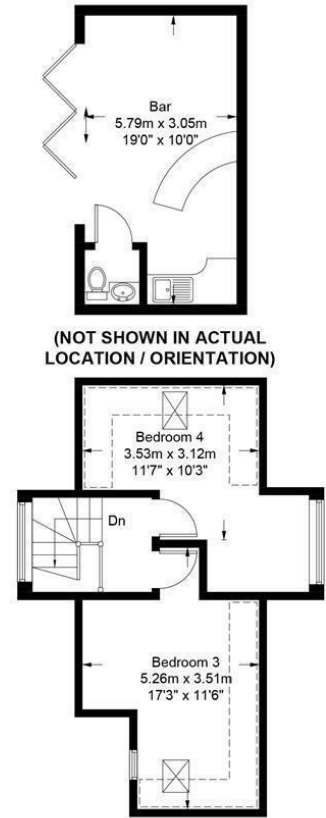 Bar
5.79m x 3.05m
19'0" x 10'0"
(NOT SHOWN IN ACTUAL
LOCATION / ORIENTATION)
Bedroom 4
3.53m x 3.12m
11'7" x 10'3"
Dn
Bedroom 3
5.26m x 3.51m
17'3" x 11'6"